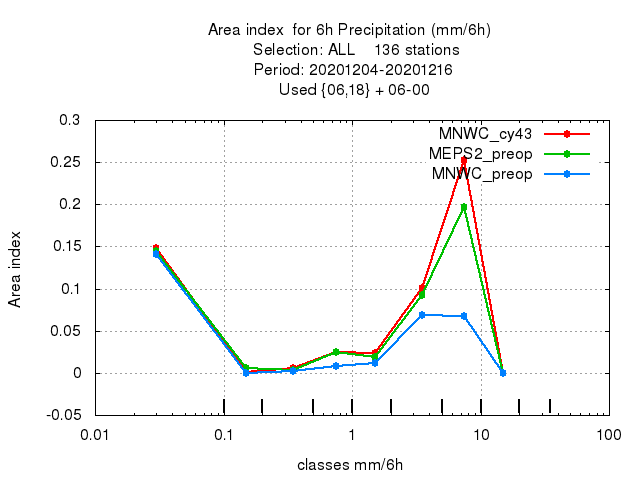 Area index  for 6h Precipitation (mm/6h)
Selection: ALL    136 stations
Period: 20201204-20201216
Used {06,18} + 06-00
MNWC_cy43
MEPS2_preop
MNWC_preop
0.3
0.25
0.2
0.15
0.1
0.05
0
-0.05
Area index
0.01
0.1
1
10
100
classes mm/6h